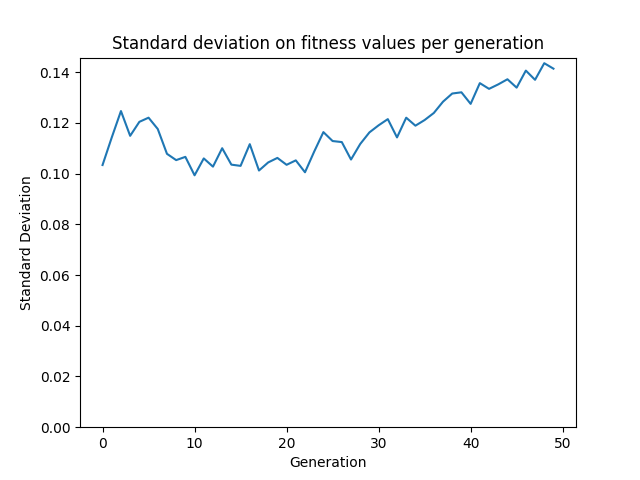 Standard deviation on fitness values per generation
0.14
0.12
0.10
0.08
0.06
0.04
0.02
0.00
Standard Deviation
0 10 20 30 40 50
Generation